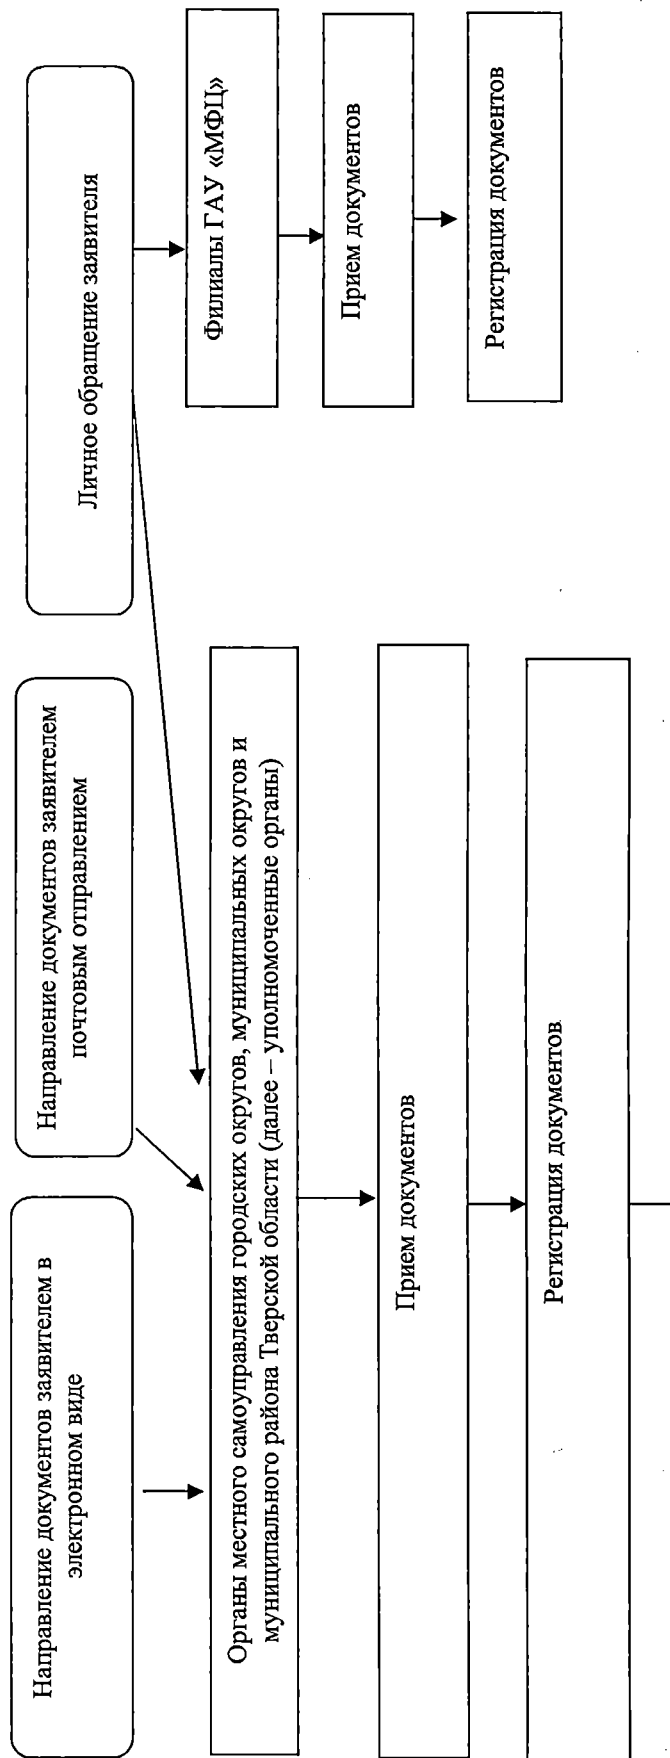 Направление документов заявителем в
электронном виде
Направление документов заявителем
почтовым отправлением
Личное обращение заявителя
Органы местного самоуправления городских округов, муниципальных округов и
муниципального района Тверской области (далее – уполномоченные органы)
Филиалы ГАУ «МФЦ»
Прием документов
Прием документов
Регистрация документов
Регистрация документов